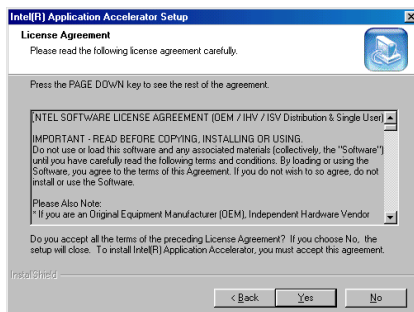 Intel(R) Application Accelerator Setup
License Agreement
Please read the following license agreement carefully.
Press the PAGE DOWN key to see the rest of the agreement.
INTEL SOFTWARE LICENSE AGREEMENT (OEM / IHV / ISV Distribution & Single User)
IMPORTANT - READ BEFORE COPYING, INSTALLING OR USING.
Do not use or load this software and any associated materials (collectively, the "Software")
until you have carefully read the following terms and conditions. By loading or using the
Software, you agree to the terms of this Agreement. If you do not wish to so agree, do not
install or use the Software.
Please Also Note:
* If you are an Original Equipment Manufacturer (OEM), Independent Hardware Vendor
Do you accept all the terms of the preceding License Agreement? If you choose No, the
setup will close. To install Intel(R) Application Accelerator, you must accept this agreement.
InstallShield
< Back
Yes
No